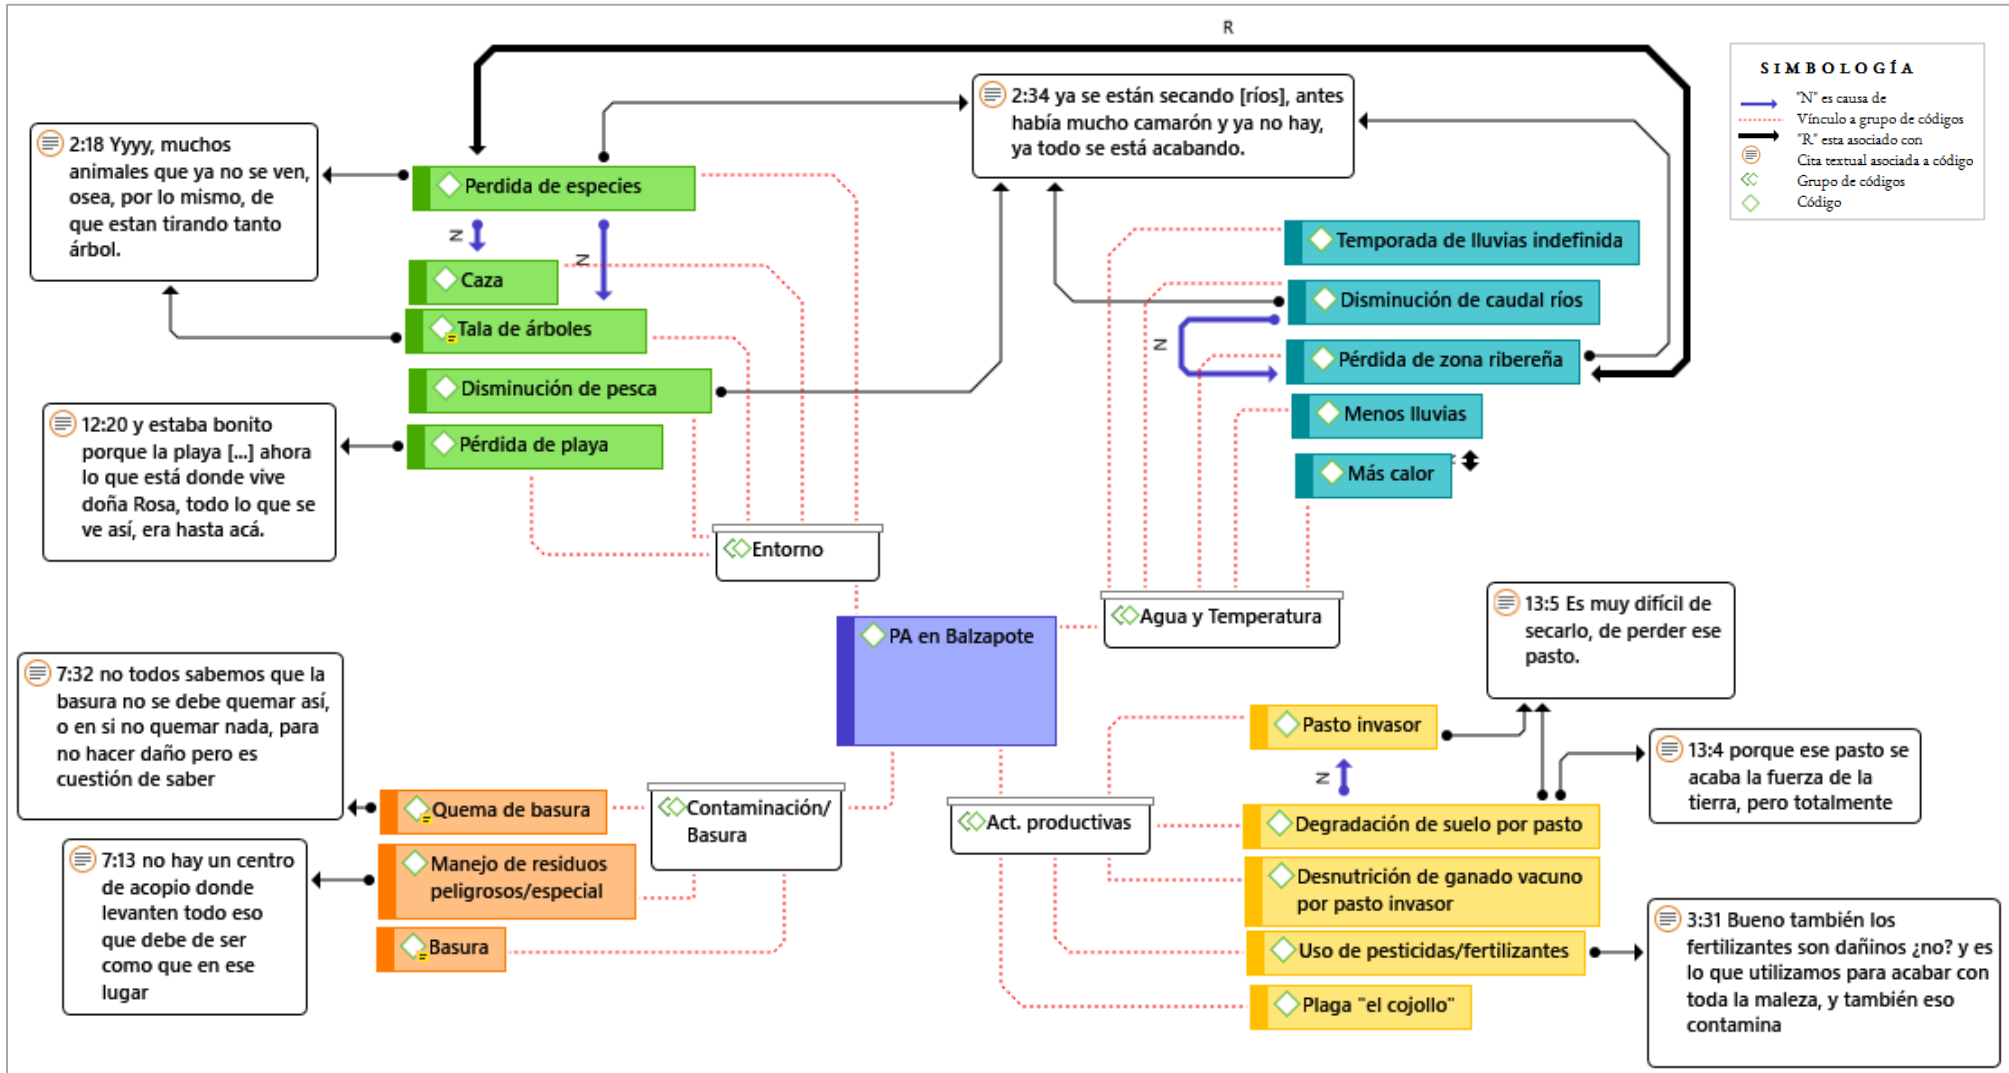 R
SIMBOLOGÍA
"N" es causa de
Vínculo a grupo de códigos
"R" esta asociado con
Cita textual asociada a código
Grupo de códigos
Código
2:34 ya se están secando [ríos], antes
había mucho camarón y ya no hay,
ya todo se está acabando.
2:18 Yyyy, muchos
animales que ya no se ven,
osea, por lo mismo, de
que estan tirando tanto
árbol.
Perdida de especies
N
N
Caza
Tala de árboles
Disminución de pesca
Pérdida de playa
12:20 y estaba bonito
porque la playa [...] ahora
lo que está donde vive
doña Rosa, todo lo que se
ve así, era hasta acá.
Temporada de lluvias indefinida
Disminución de caudal ríos
N
Pérdida de zona ribereña
Menos lluvias
Más calor
Entorno
Agua y Temperatura
PA en Balzapote
13:5 Es muy difícil de
secarlo, de perder ese
pasto.
7:32 no todos sabemos que la
basura no se debe quemar así,
o en si no quemar nada, para
no hacer daño pero es
cuestión de saber
Quema de basura
Manejo de residuos
peligrosos/especial
Basura
Contaminación/
Basura
7:13 no hay un centro
de acopio donde
levanten todo eso
que debe de ser
como que en ese
lugar
Act. productivas
Pasto invasor
N
13:4 porque ese pasto se
acaba la fuerza de la
tierra, pero totalmente
Degradación de suelo por pasto
Desnutrición de ganado vacuno
por pasto invasor
Uso de pesticidas/fertilizantes
Plaga "el cojollo"
3:31 Bueno también los
fertilizantes son dañinos ¿no? y es
lo que utilizamos para acabar con
toda la maleza, y también eso
contamina